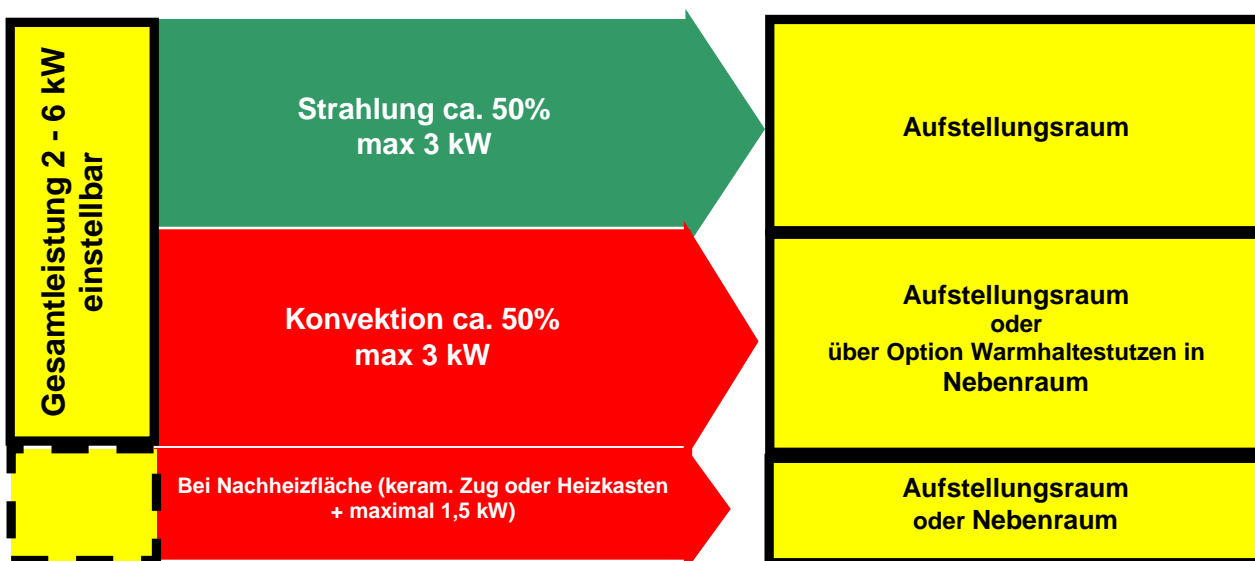 Gesamtleistung 2 - 6 kW
einstellbar
Strahlung ca. 50%
max 3 kW
Aufstellungsraum
Konvektion ca. 50%
max 3 kW
Aufstellungsraum
oder
über Option Warmhaltestutzen in
Nebenraum
Bei Nachheizfläche (keram. Zug oder Heizkasten
+ maximal 1,5 kW)
Aufstellungsraum
oder Nebenraum